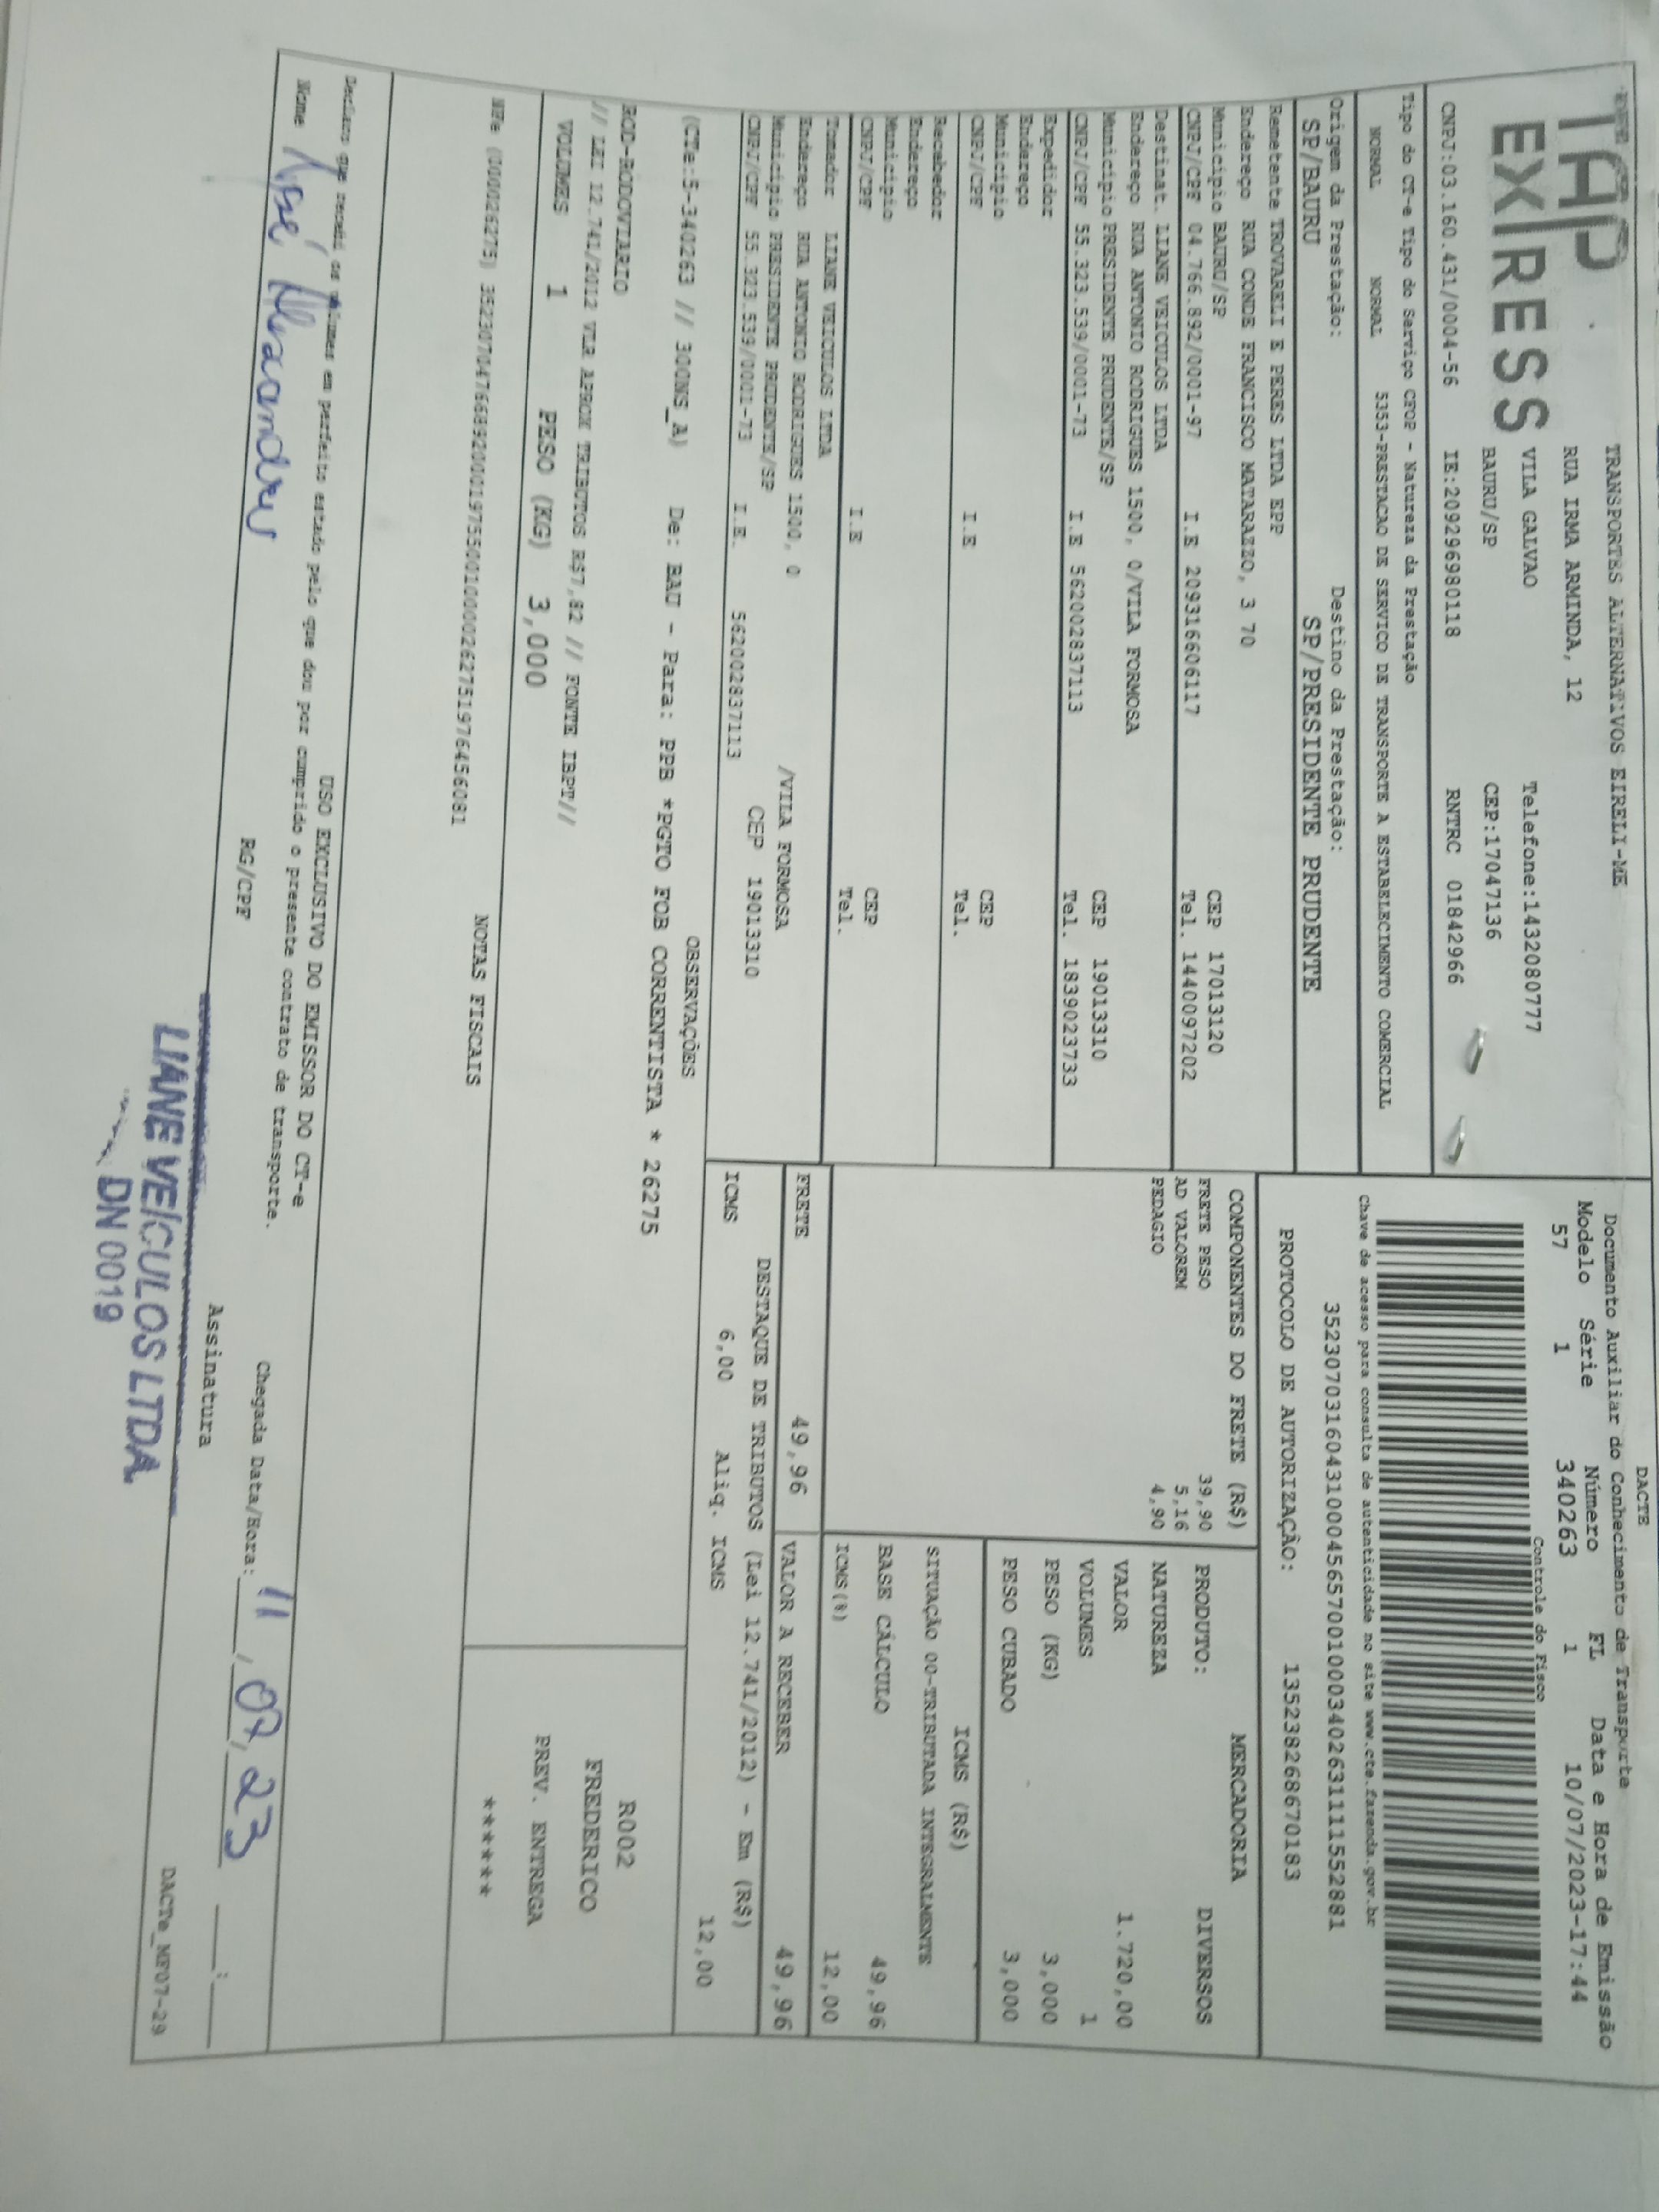 TAP
EXPRESS
TRANSPORTES ALTERNATIVOS EIRELI-ME
RUA IRMA ARMINDA, 12
VILA GALVAO Telefone:1432080777
BAURU/SP CEP:17047136
CNPJ:03.160.431/0004-56 IE:209296980118 RNTRC 01842966
DACTE
Documento Auxiliar do Conhecimento de Transporte
Modelo Série Número FL Data e Hora de Emissão
57 1 340263 1 10/07/2023-17:44
Controle do Fisco
Chave de acesso para consulta de autenticidade no site www.cte.fazenda.gov.br
35230703160431000456570010003402631111552881
PROTOCOLO DE AUTORIZAÇÃO: 135238268670183
Tipo do CT-e Tipo do Serviço CFOP - Natureza da Prestação
NORMAL NORMAL 5353-PRESTACAO DE SERVICO DE TRANSPORTE A ESTABELECIMENTO COMERCIAL
Origem da Prestação: Destino da Prestação:
SP/BAURU SP/PRESIDENTE PRUDENTE
Remetente TROVARELI E PERES LTDA EPP
Endereço RUA CONDE FRANCISCO MATARAZZO, 3 70
Municipio BAURU/SP CEP 17013120
CNPJ/CPF 04.766.892/0001-97 I.E 209316606117 Tel. 1440097202
Destinat. LIANE VEICULOS LTDA
Endereço RUA ANTONIO RODRIGUES 1500, 0/VILA FORMOSA
Municipio PRESIDENTE PRUDENTE/SP CEP 19013310
CNPJ/CPF 55.323.539/0001-73 I.E 562002837113 Tel. 1839023733
Expedidor
Endereço
Municipio CEP
CNPJ/CPF I.E Tel.
Recebedor
Endereço
Municipio CEP
CNPJ/CPF I.E Tel.
Tomador LIANE VEICULOS LTDA
Endereço RUA ANTONIO RODRIGUES 1500, 0 /VILA FORMOSA
Municipio PRESIDENTE PRUDENTE/SP CEP 19013310
CNPJ/CPF 55.323.539/0001-73 I.E. 562002837113
COMPONENTES DO FRETE (R$)
FRETE PESO 39,90
AD VALOREM 5,16
PEDAGIO 4,90
MERCADORIA
PRODUTO: DIVERSOS
NATUREZA
VALOR 1.720,00
VOLUMES 1
PESO (KG) 3,000
PESO CUBADO 3,000
ICMS (R$)
SITUAÇÃO 00-TRIBUTADA INTEGRALMENTE
BASE CÁLCULO 49,96
ICMS(%) 12,00
FRETE 49,96 VALOR A RECEBER 49,96
DESTAQUE DE TRIBUTOS (Lei 12.741/2012) - Em (R$)
ICMS 6,00 Aliq. ICMS 12,00
OBSERVAÇÕES
(CTe:5-340263 // 300NS_A) De: BAU - Para: PPB *PGTO FOB CORRENTISTA * 26275
ROD-RODOVIARIO
// LEI 12.741/2012 VLR APROX TRIBUTOS R$7,82 // FONTE IBPT//
VOLUMES 1 PESO (KG) 3,000
R002
FREDERICO
PREV. ENTREGA
******
NOTAS FISCAIS
NFe (000026275) 35230704766892000197550010000262751976456081
USO EXCLUSIVO DO EMISSOR DO CT-e
Declaro que recebi os volumes em perfeito estado pelo que dou por cumprido o presente contrato de transporte.
Nome José Alexandre RG/CPF Chegada Data/Hora: 11, 07, 23 :
Assinatura
LIANE VEÍCULOS LTDA
DN 0019
DACTe_MF07-29